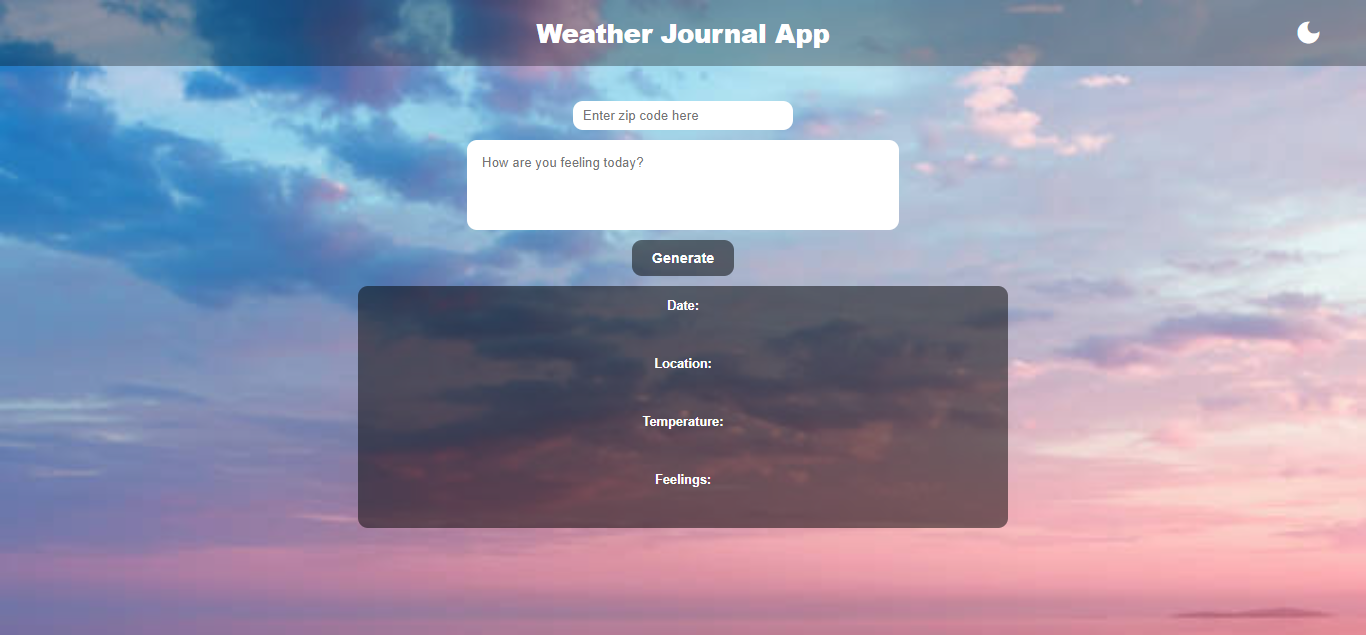 Weather Journal App
Enter zip code here
How are you feeling today?
Generate
Date:
Location:
Temperature:
Feelings: